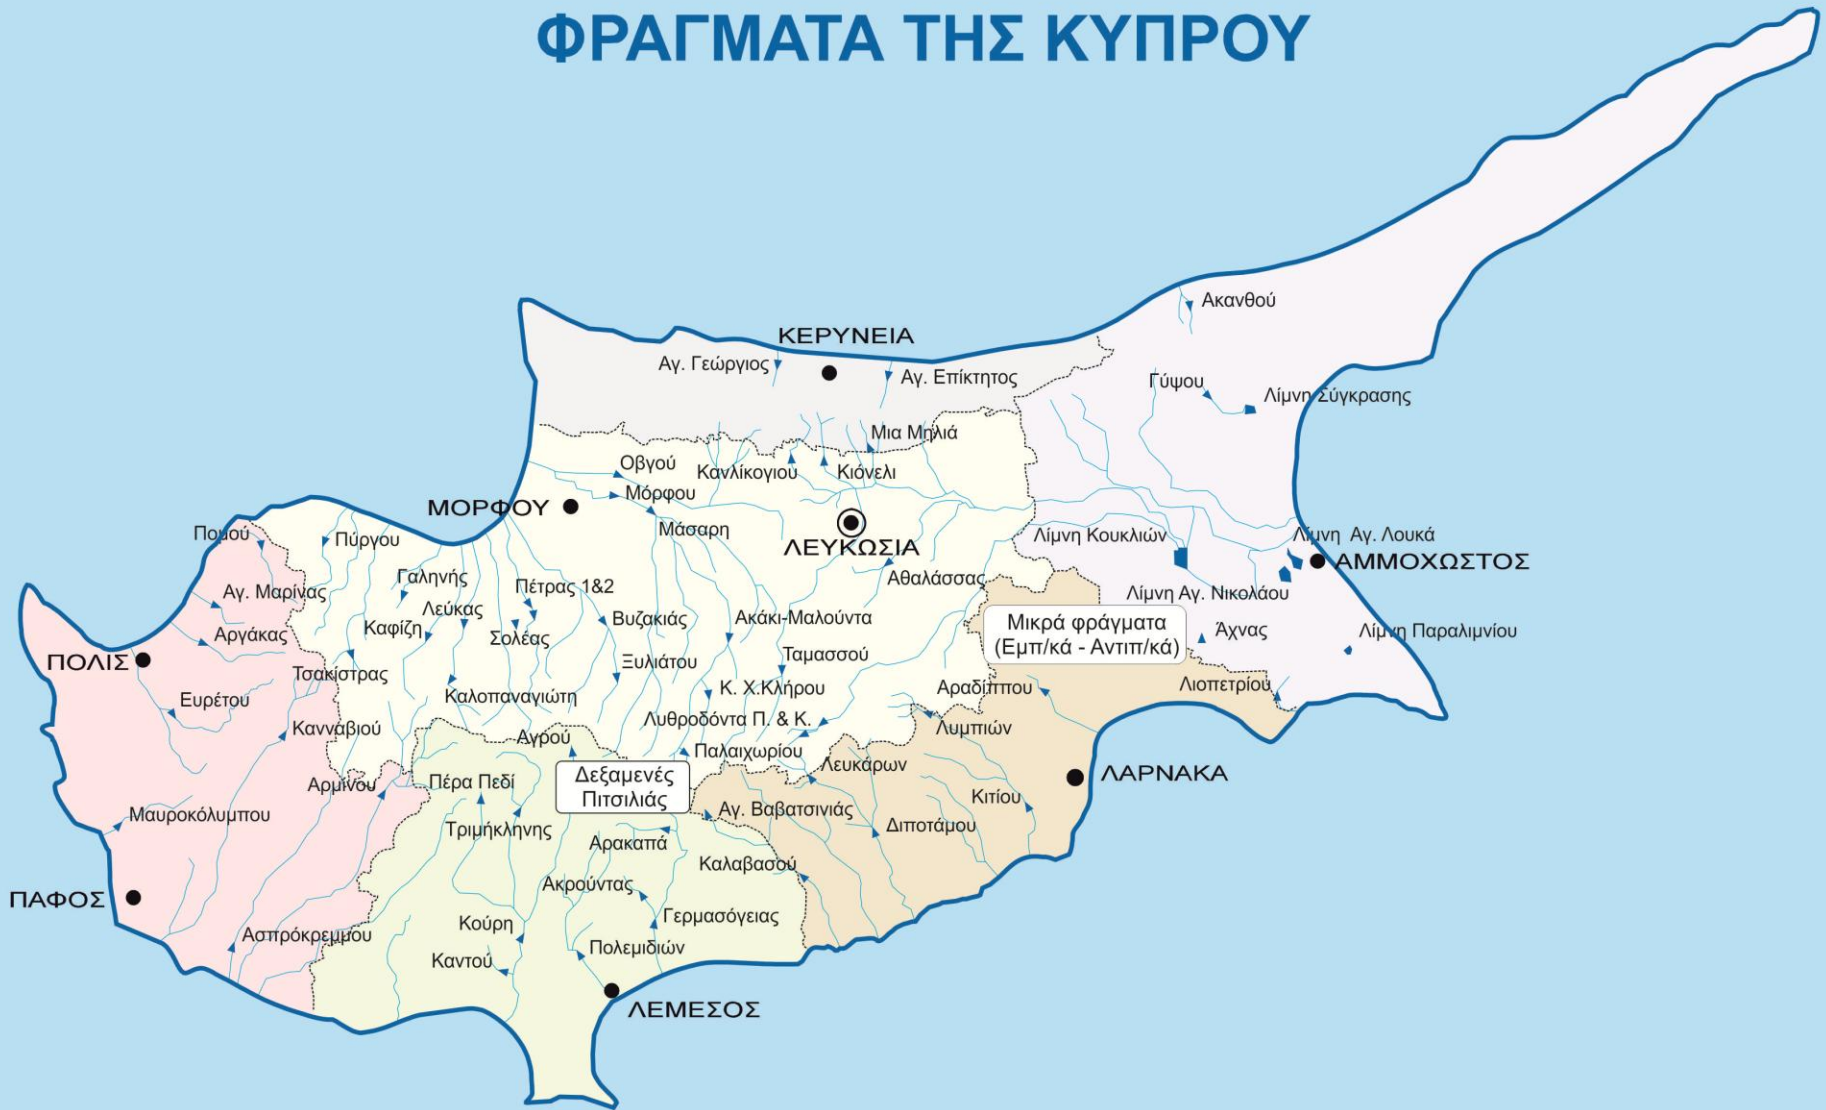 ΦΡΑΓΜΑΤΑ ΤΗΣ ΚΥΠΡΟΥ
Ακανθού
ΚΕΡΥΝΕΙΑ
Αγ. Γεώργιος
Αγ. Επίκτητος
Γύψου
Λίμνη Σύγκρασης
Μια Μηλιά
Οβγού
Κανλίκογιου
Κιόνελι
Μόρφου
ΜΟΡΦΟΥ
Μάσαρη
ΛΕΥΚΩΣΙΑ
Πομού
Πύργου
Λίμνη Κουκλιών
Λίμνη Αγ. Λουκά
ΑΜΜΟΧΩΣΤΟΣ
Γαληνής
Πέτρας 1&2
Αθαλάσσας
Αγ. Μαρίνας
Λίμνη Αγ. Νικολάου
Λεύκας
Βυζακιάς
Ακάκι-Μαλούντα
Καφίζη
Σολέας
Μικρά φράγματα
(Εμπ/κά - Αντιπ/κά)
Άχνας
Λίμνη Παραλιμνίου
Αργάκας
ΠΟΛΙΣ
Ξυλιάτου
Ταμασσού
Τσακίστρας
Καλοπαναγιώτη
Κ. Χ.Κλήρου
Αραδίππου
Λιοπετρίου
Ευρέτου
Κανναβιού
Λυθροδόντα Π. & Κ.
Λυμπιών
Αγρού
Παλαιχωρίου
Λευκάρων
Αρμίνου
Πέρα Πεδί
Δεξαμενές
Πιτσιλιάς
ΛΑΡΝΑΚΑ
Κιτίου
Μαυροκόλυμπου
Αγ. Βαβατσινιάς
Τριμήκληνης
Διποτάμου
Αρακαπά
Καλαβασού
Ακρούντας
ΠΑΦΟΣ
Γερμασόγειας
Κούρη
Ασπρόκρεμμου
Πολεμιδιών
Καντού
ΛΕΜΕΣΟΣ